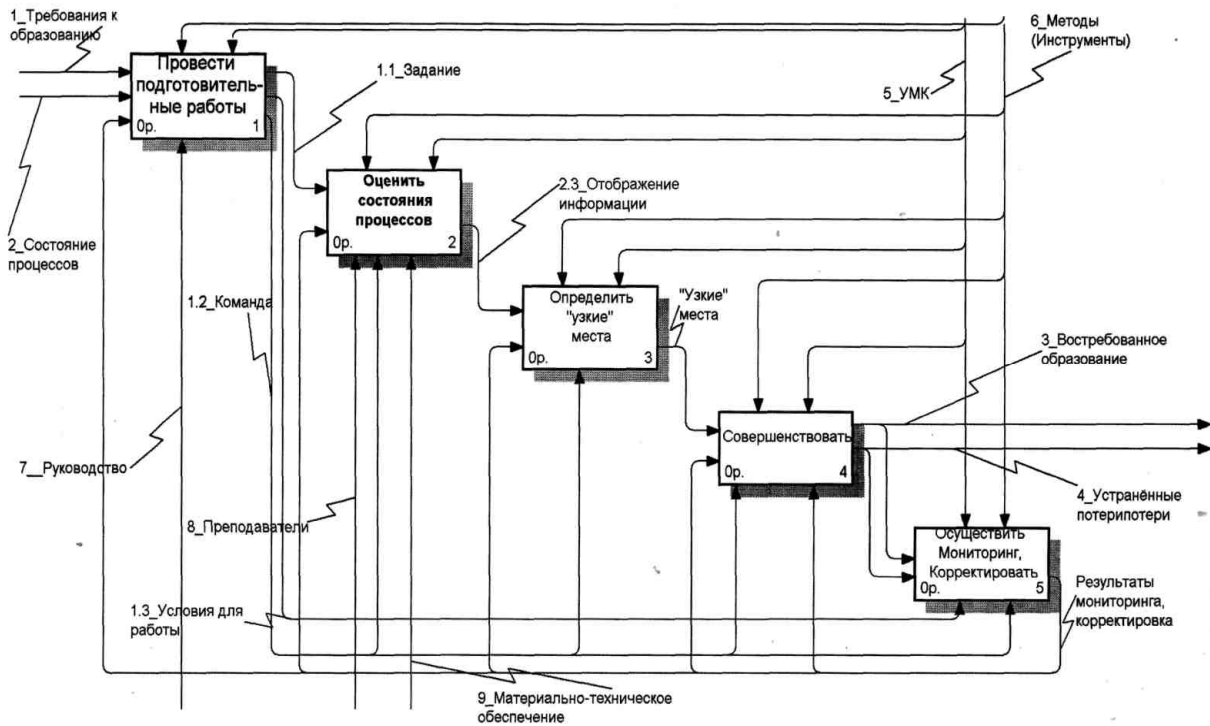 1_Требования к
образованию
Провести
подготовитель-
ные работы
0р.
1
1.1_Задание
6_Методы
(Инструменты)
5_УМК
2_Состояние
процессов
Оценить
состояния
процессов
0р.
2
2.3_Отображение
информации
1.2_Команда
Определить
"узкие"
места
0р.
3
"Узкие"
места
3_Востребованное
образование
Совершенствовать
0р.
4
7__Руководство
8_Преподаватели
4_Устранённые
потерипотери
Осуществить
Мониторинг,
Корректировать
0р.
5
1.3_Условия для
работы
Результаты
мониторинга,
корректировка
9_Материально-техническое
обеспечение